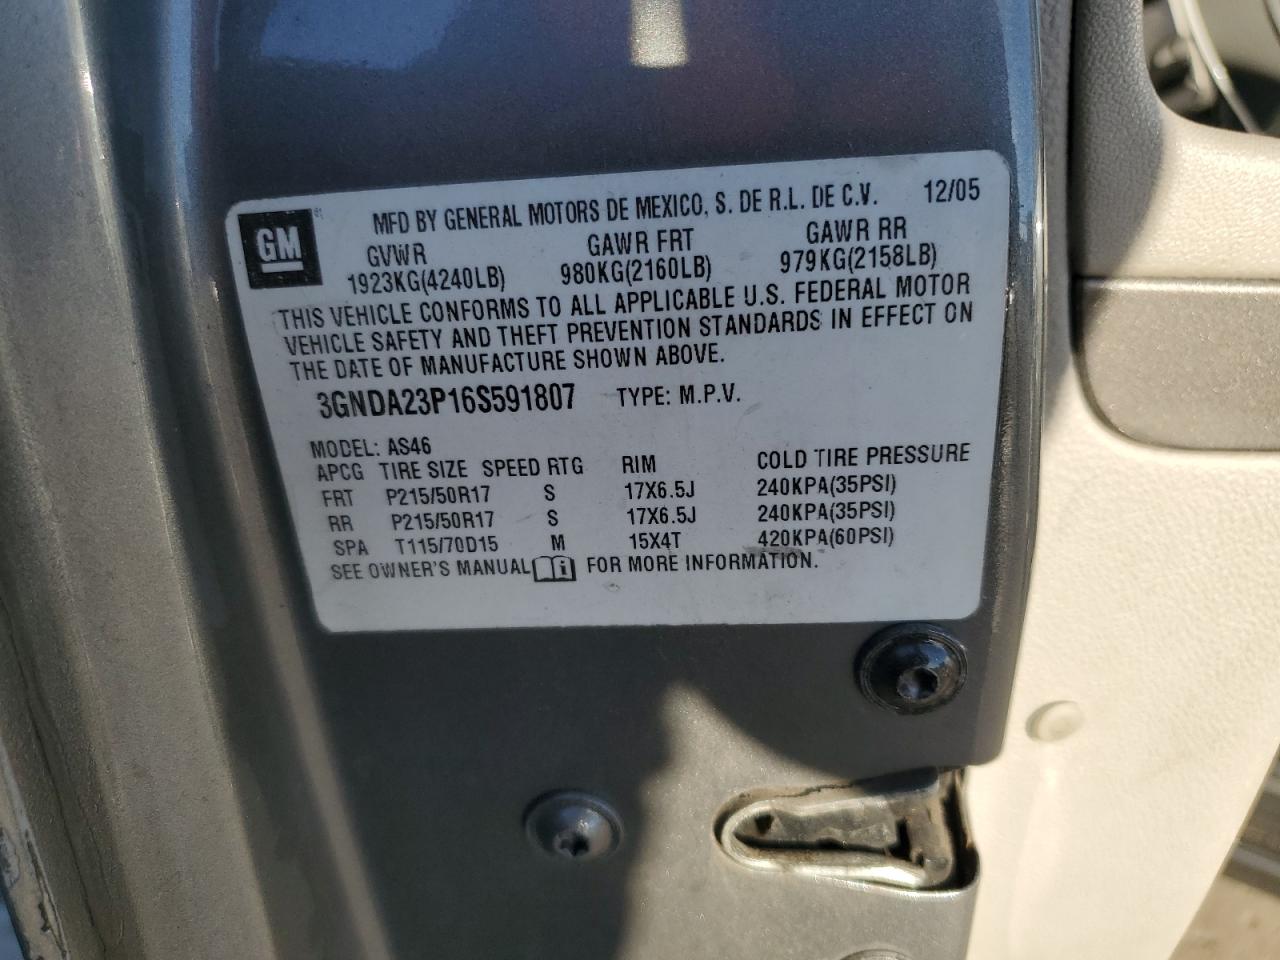 GM
MFD BY GENERAL MOTORS DE MEXICO, S. DE R.L. DE C.V. 12/05
GVWR GAWR FRT GAWR RR
1923KG(4240LB) 980KG(2160LB) 979KG(2158LB)
THIS VEHICLE CONFORMS TO ALL APPLICABLE U.S. FEDERAL MOTOR
VEHICLE SAFETY AND THEFT PREVENTION STANDARDS IN EFFECT ON
THE DATE OF MANUFACTURE SHOWN ABOVE.
3GNDA23P16S591807 TYPE: M.P.V.
MODEL: AS46
APCG TIRE SIZE SPEED RTG RIM COLD TIRE PRESSURE
FRT P215/50R17 S 17X6.5J 240KPA(35PSI)
RR P215/50R17 S 17X6.5J 240KPA(35PSI)
SPA T115/70D15 M 15X4T 420KPA(60PSI)
SEE OWNER'S MANUAL i FOR MORE INFORMATION.